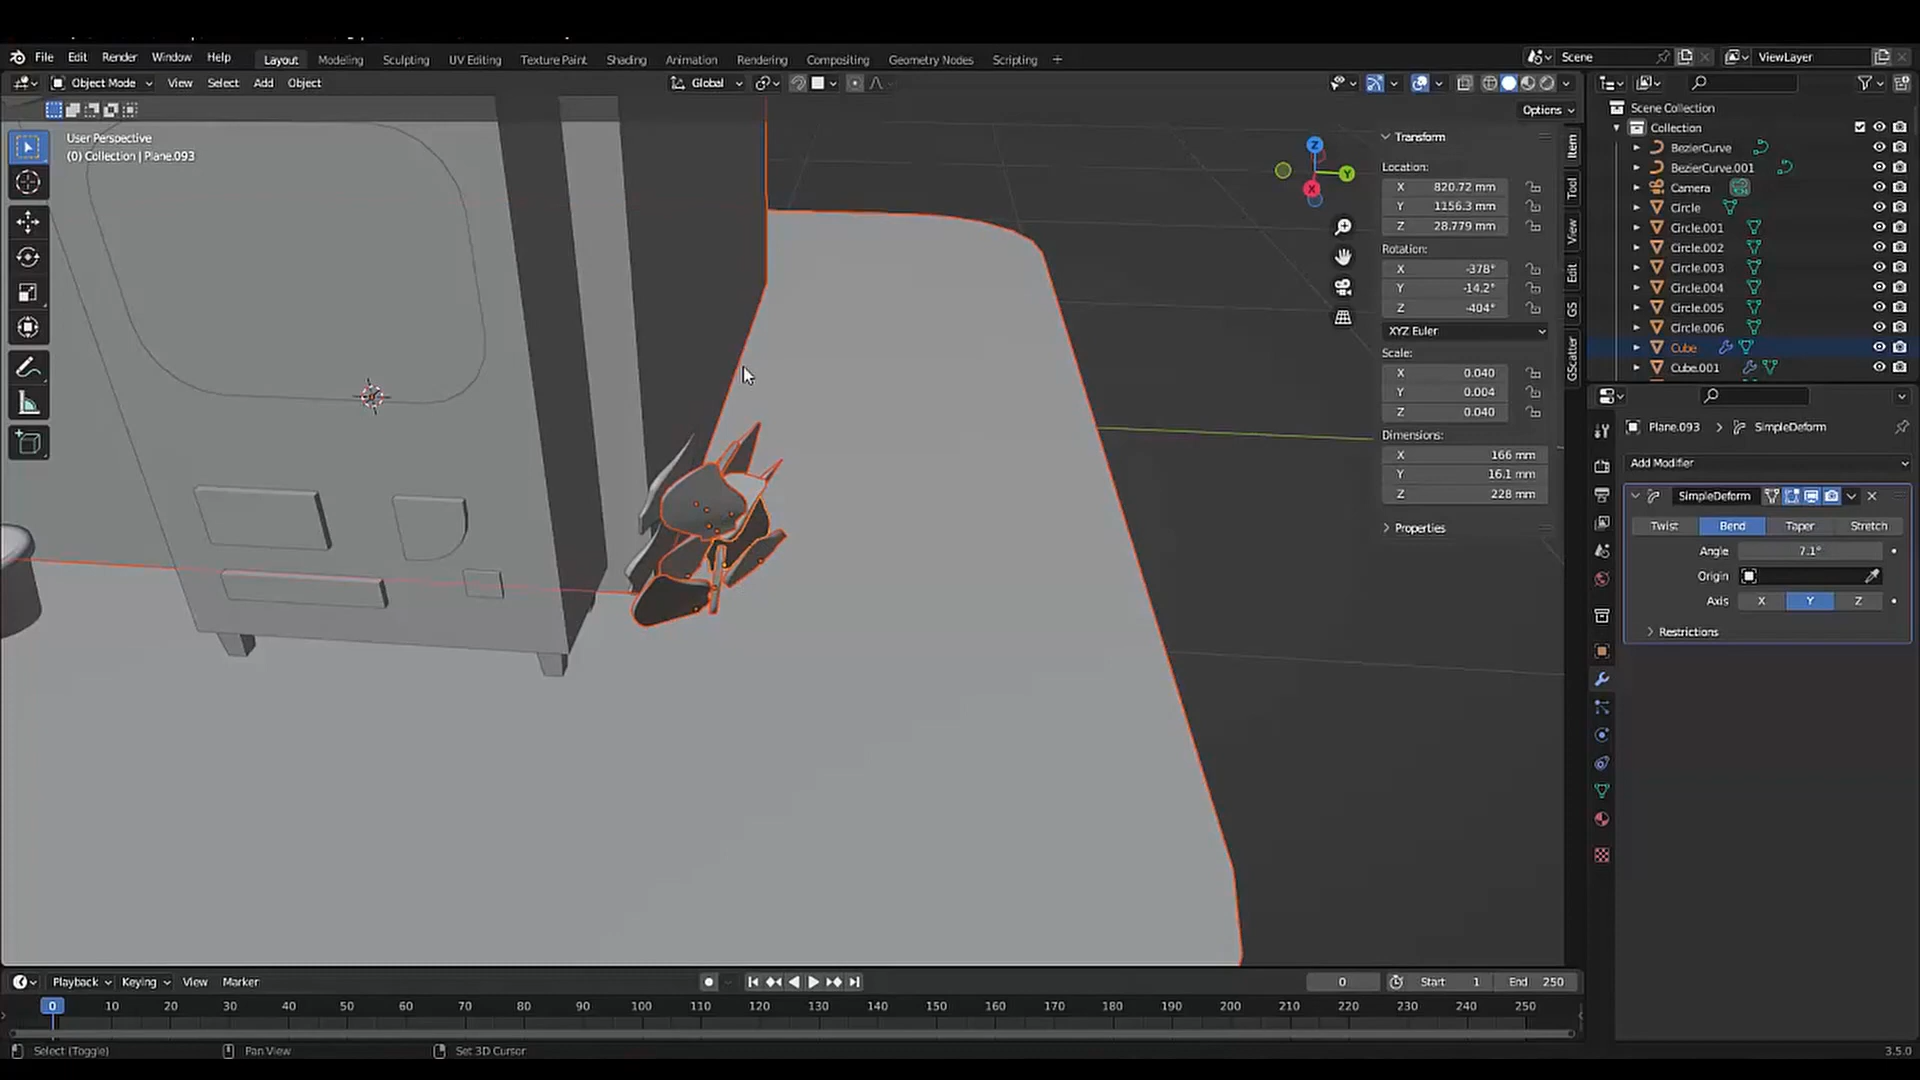 File Edit Render Window Help Layout Modeling Sculpting UV Editing Texture Paint Shading Animation Rendering Compositing Geometry Nodes Scripting + Scene ViewLayer
Object Mode View Select Add Object Global
Options
User Perspective
(0) Collection | Plane.093
Z
Y
X
Transform
Location:
X 820.72 mm
Y 1156.3 mm
Z 28.779 mm
Rotation:
X -378°
Y -14.2°
Z -404°
XYZ Euler
Scale:
X 0.040
Y 0.004
Z 0.040
Dimensions:
X 166 mm
Y 16.1 mm
Z 228 mm
Properties
Item
Tool
View
Edit
GS
GScatter
Scene Collection
Collection
BezierCurve
BezierCurve.001
Camera
Circle
Circle.001
Circle.002
Circle.003
Circle.004
Circle.005
Circle.006
Cube
Cube.001
Plane.093 > SimpleDeform
Add Modifier
SimpleDeform
Twist Bend Taper Stretch
Angle 7.1°
Origin
Axis X Y Z
Restrictions
Playback Keying View Marker 0 Start 1 End 250
0 10 20 30 40 50 60 70 80 90 100 110 120 130 140 150 160 170 180 190 200 210 220 230 240 250
Select (Toggle) Pan View Set 3D Cursor 3.5.0